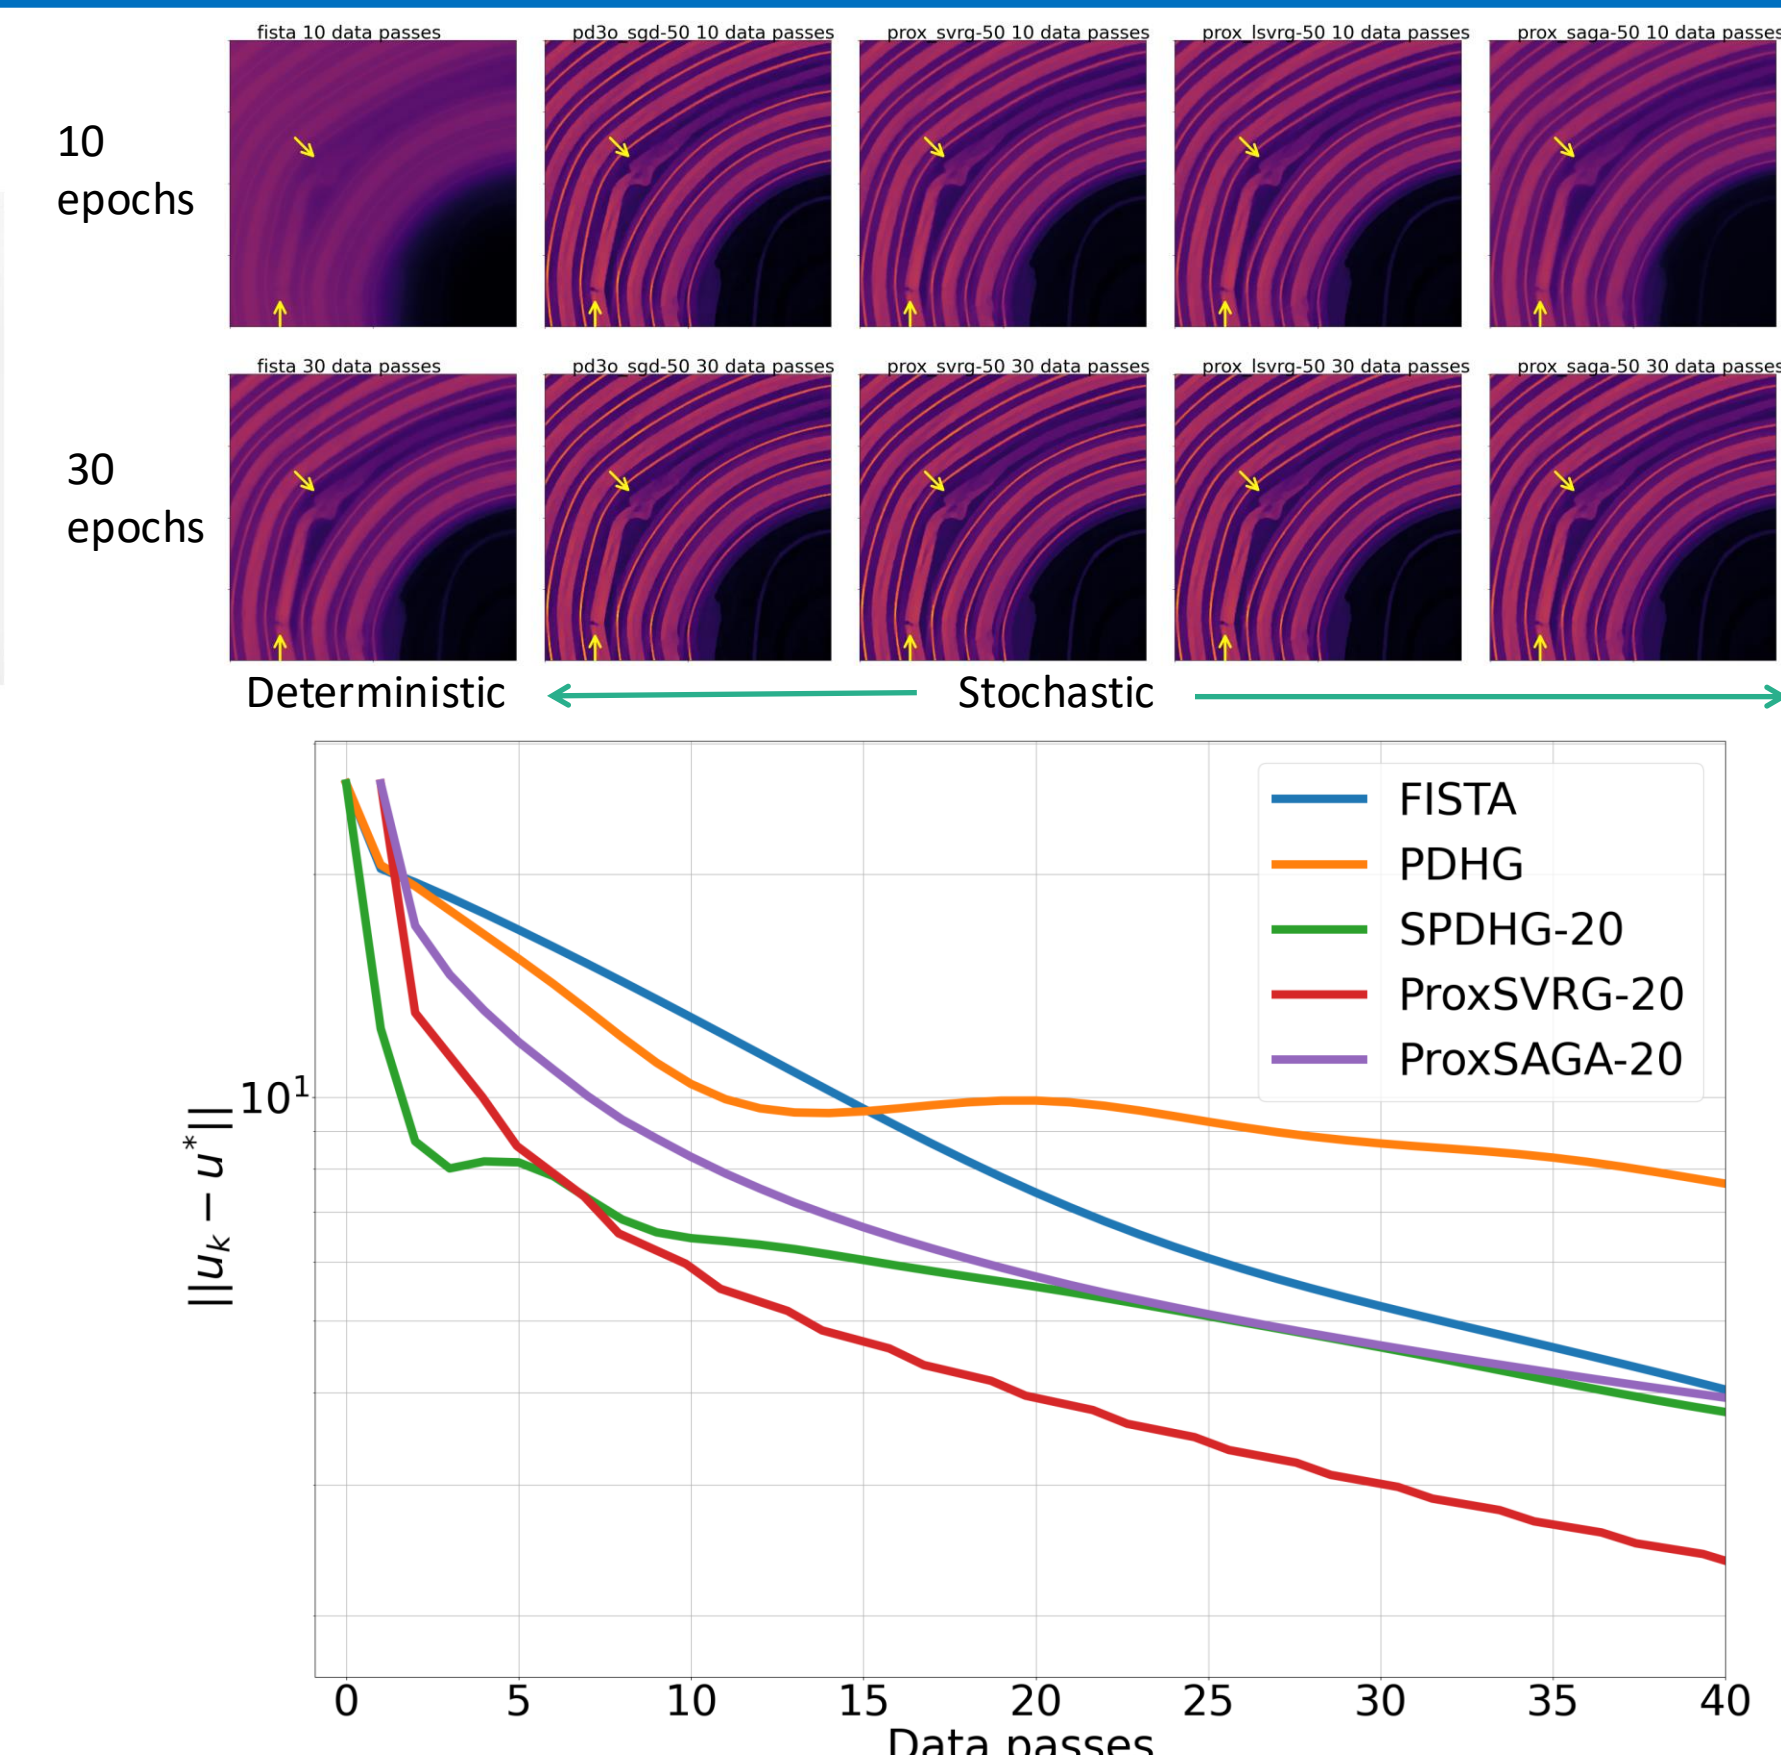 fista 10 data passes
pd3o_sgd-50 10 data passes
prox_svrg-50 10 data passes
prox_lsvrg-50 10 data passes
prox_saga-50 10 data passes
10
epochs
fista 30 data passes
pd3o_sgd-50 30 data passes
prox_svrg-50 30 data passes
prox_lsvrg-50 30 data passes
prox_saga-50 30 data passes
30
epochs
Deterministic
Stochastic
FISTA
PDHG
SPDHG-20
ProxSVRG-20
ProxSAGA-20
10¹
||u_k − u*||
0 5 10 15 20 25 30 35 40
Data passes